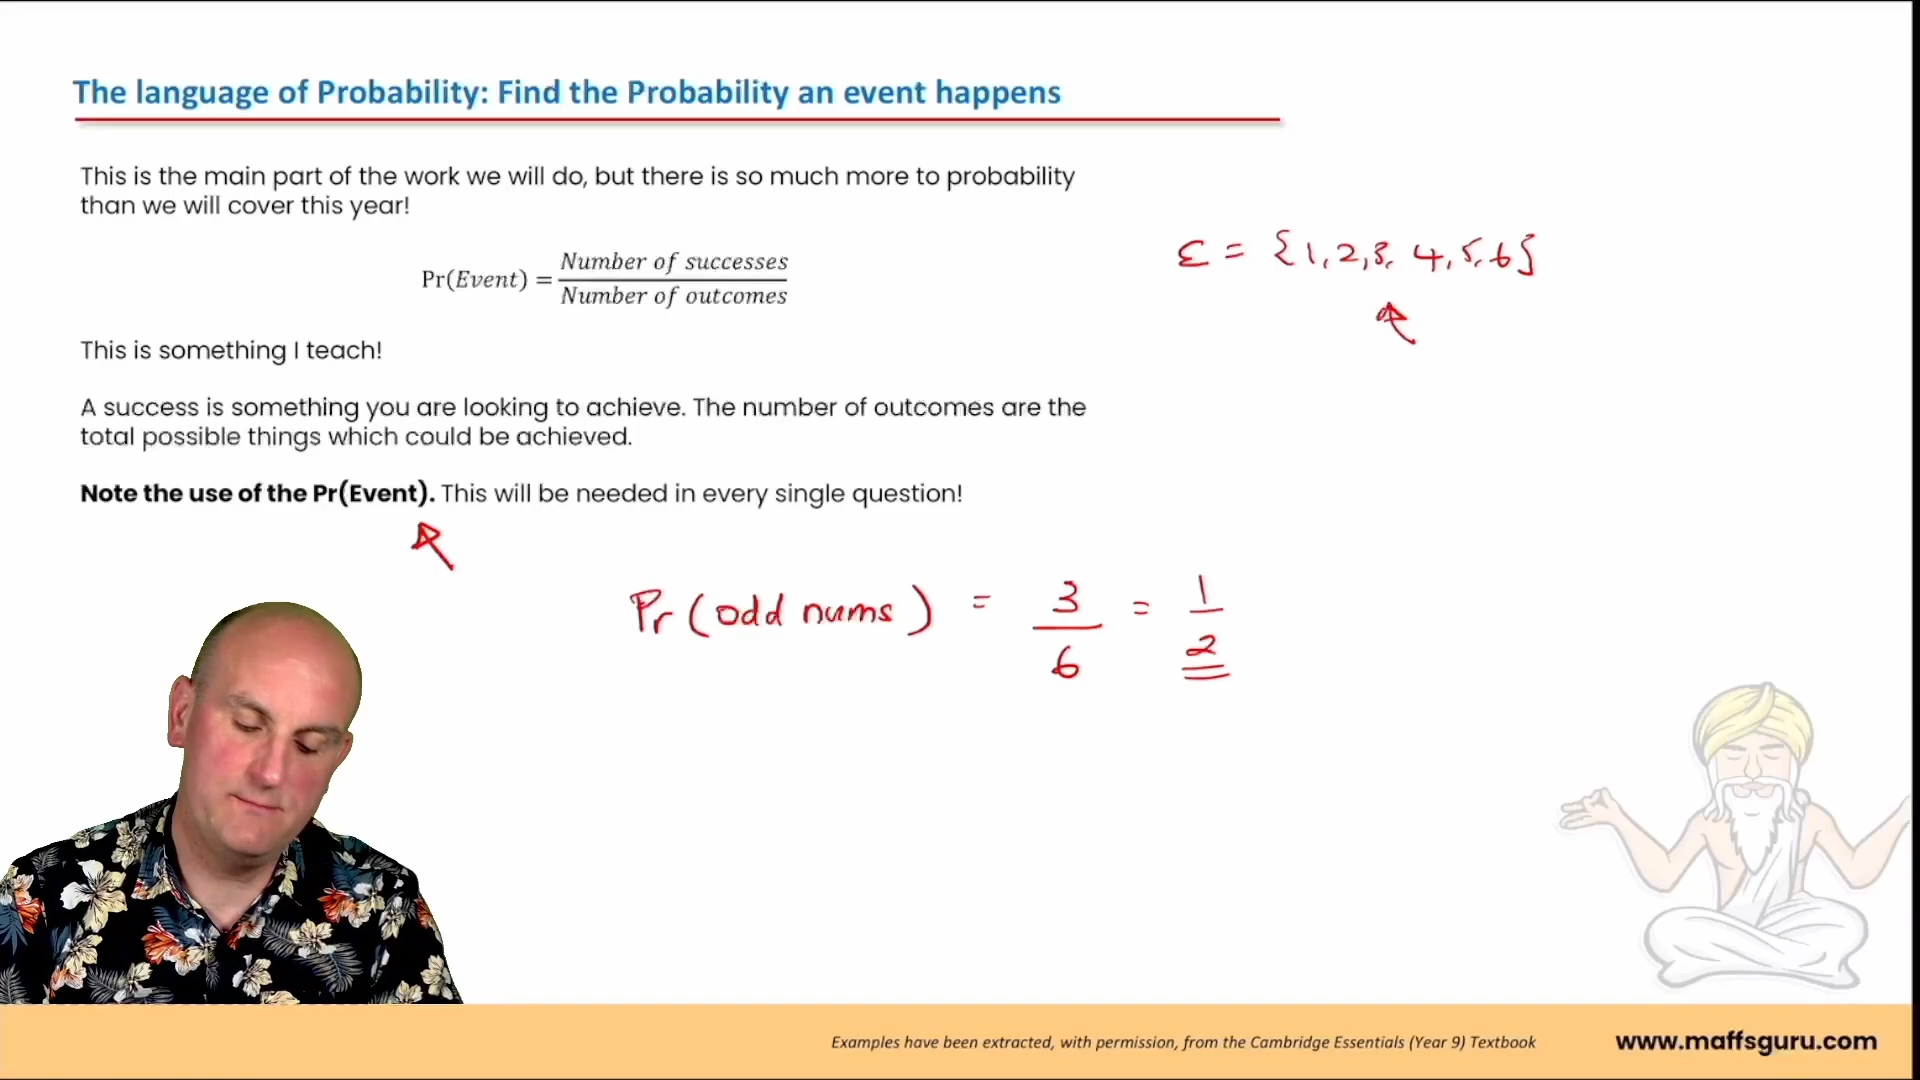 The language of Probability: Find the Probability an event happens
This is the main part of the work we will do, but there is so much more to probability
than we will cover this year!
ε = {1,2,3, 4,5,6}
Pr(Event) = Number of successes / Number of outcomes
This is something I teach!
A success is something you are looking to achieve. The number of outcomes are the
total possible things which could be achieved.
Note the use of the Pr(Event). This will be needed in every single question!
Pr (odd nums) = 3/6 = 1/2
Examples have been extracted, with permission, from the Cambridge Essentials (Year 9) Textbook
www.maffsguru.com